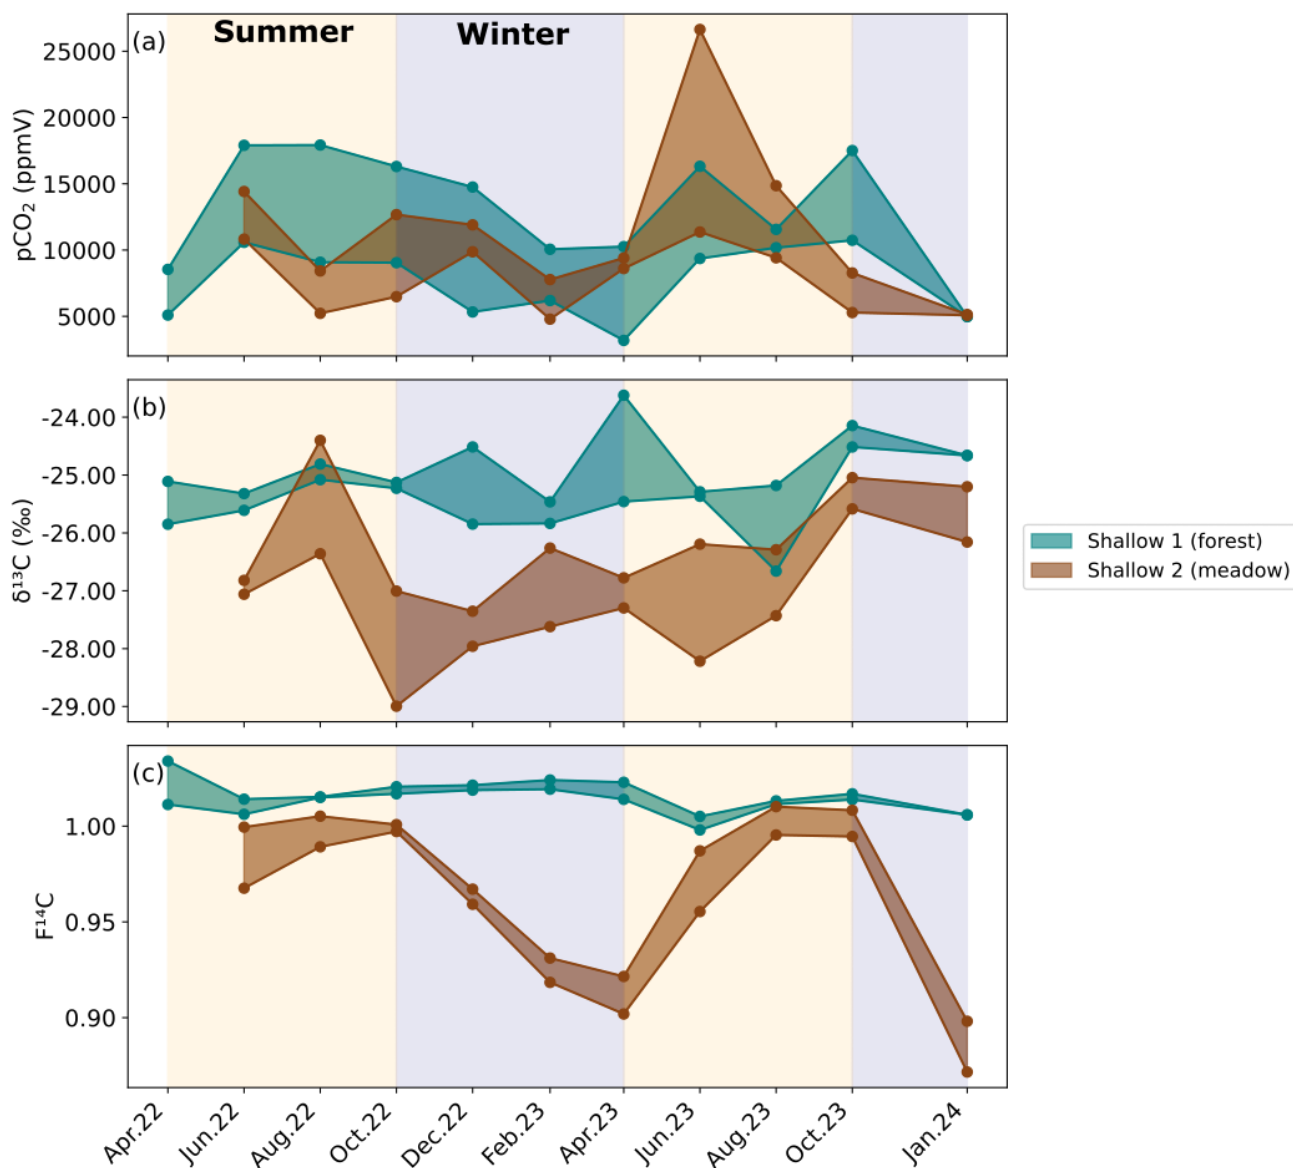 (a)
Summer
Winter
pCO₂ (ppmV)
25000
20000
15000
10000
5000
(b)
δ¹³C (‰)
-24.00
-25.00
-26.00
-27.00
-28.00
-29.00
Shallow 1 (forest)
Shallow 2 (meadow)
(c)
F¹⁴C
1.00
0.95
0.90
Apr.22
Jun.22
Aug.22
Oct.22
Dec.22
Feb.23
Apr.23
Jun.23
Aug.23
Oct.23
Jan.24